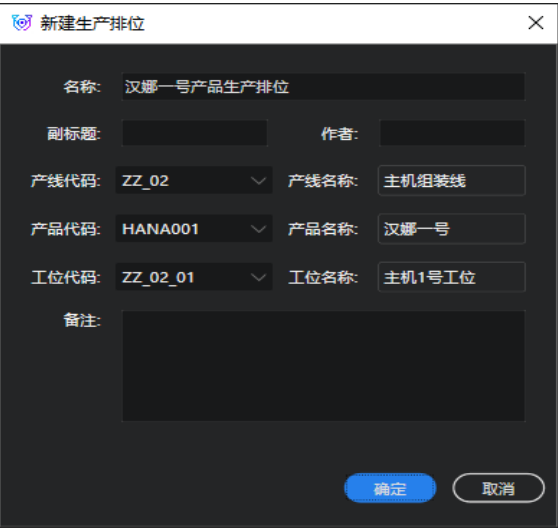 新建生产排位
名称: 汉娜一号产品生产排位
副标题: 作者:
产线代码: ZZ_02 产线名称: 主机组装线
产品代码: HANA001 产品名称: 汉娜一号
工位代码: ZZ_02_01 工位名称: 主机1号工位
备注:
确定 取消